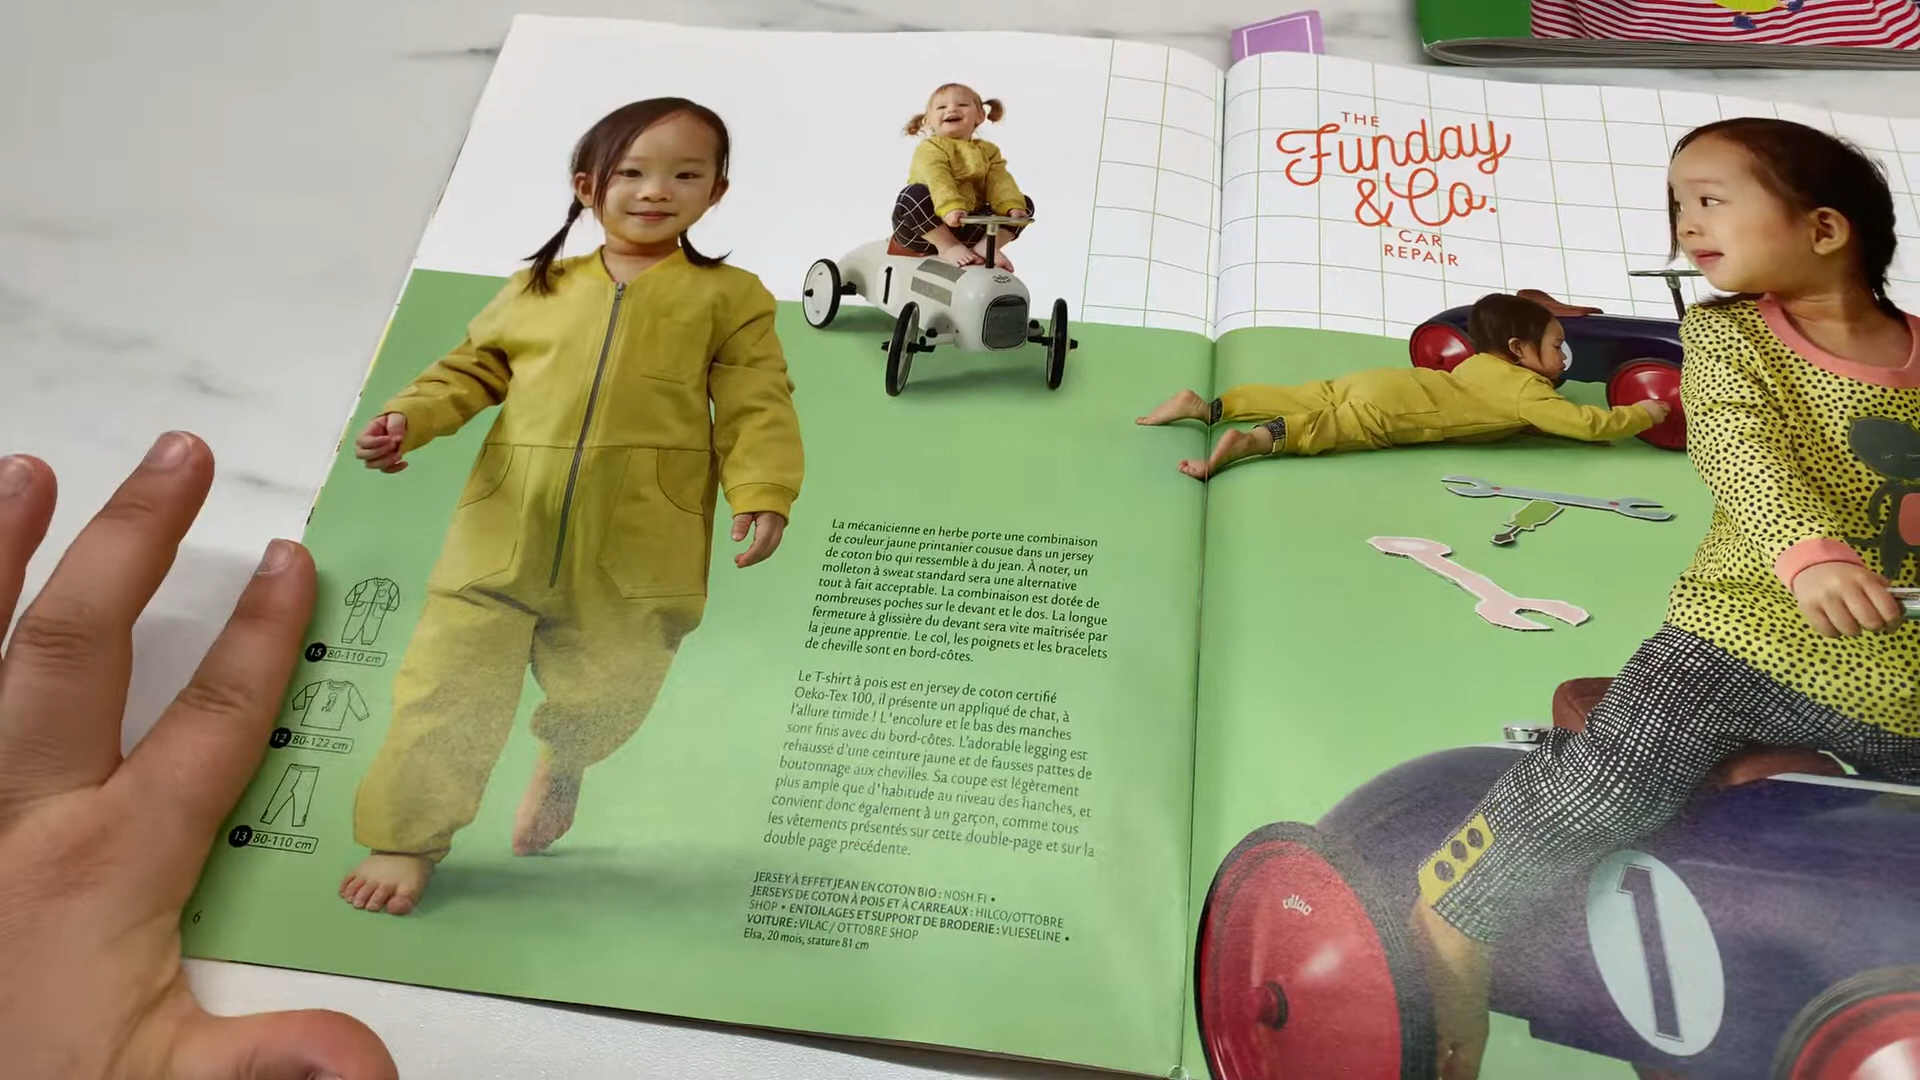 THE
Funday
& Co.
CAR
REPAIR
La mécanicienne en herbe porte une combinaison
de couleur jaune printanier cousue dans un jersey
de coton bio qui ressemble à du jean. À noter, un
molleton à sweat standard sera une alternative
tout à fait acceptable. La combinaison est dotée de
nombreuses poches sur le devant et le dos. La longue
fermeture à glissière du devant sera vite maîtrisée par
la jeune apprentie. Le col, les poignets et les bracelets
de cheville sont en bord-côtes.
Le T-shirt à pois est en jersey de coton certifié
Oeko-Tex 100, il présente un appliqué de chat, à
l'allure timide ! L'encolure et le bas des manches
sont finis avec du bord-côtes. L'adorable legging est
rehaussé d'une ceinture jaune et de fausses pattes de
boutonnage aux chevilles. Sa coupe est légèrement
plus ample que d'habitude au niveau des hanches, et
convient donc également à un garçon, comme tous
les vêtements présentés sur cette double-page et sur la
double page précédente.
JERSEY À EFFET JEAN EN COTON BIO : NOSH.FI •
JERSEYS DE COTON À POIS ET À CARREAUX : HILCO/OTTOBRE
SHOP • ENTOILAGES ET SUPPORT DE BRODERIE : VLIESELINE •
VOITURE : VILAC / OTTOBRE SHOP
Elsa, 20 mois, stature 81 cm
15 80-110 cm
12 80-122 cm
13 80-110 cm
6
1
vilac
1